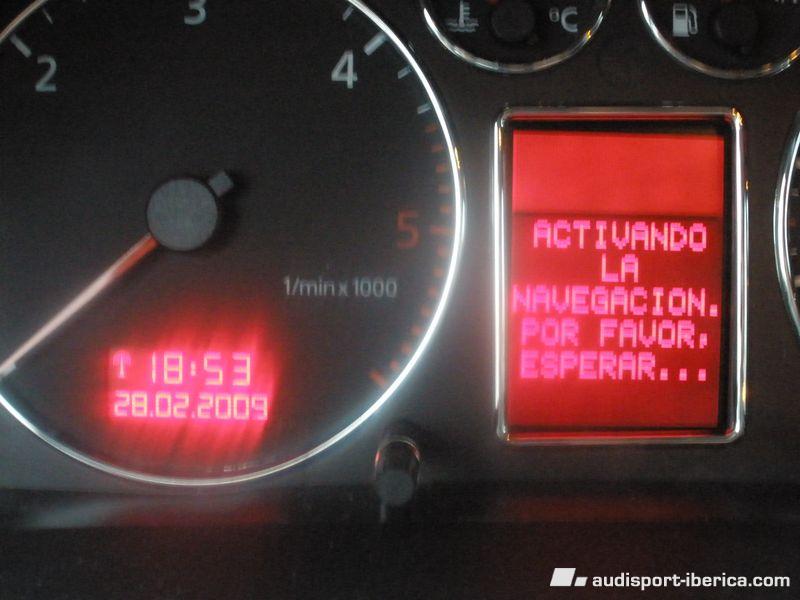 3
2
4
5
1/min x 1000
18:53
28.02.2009
°C
ACTIVANDO
LA
NAVEGACION.
POR FAVOR,
ESPERAR...
audisport-iberica.com